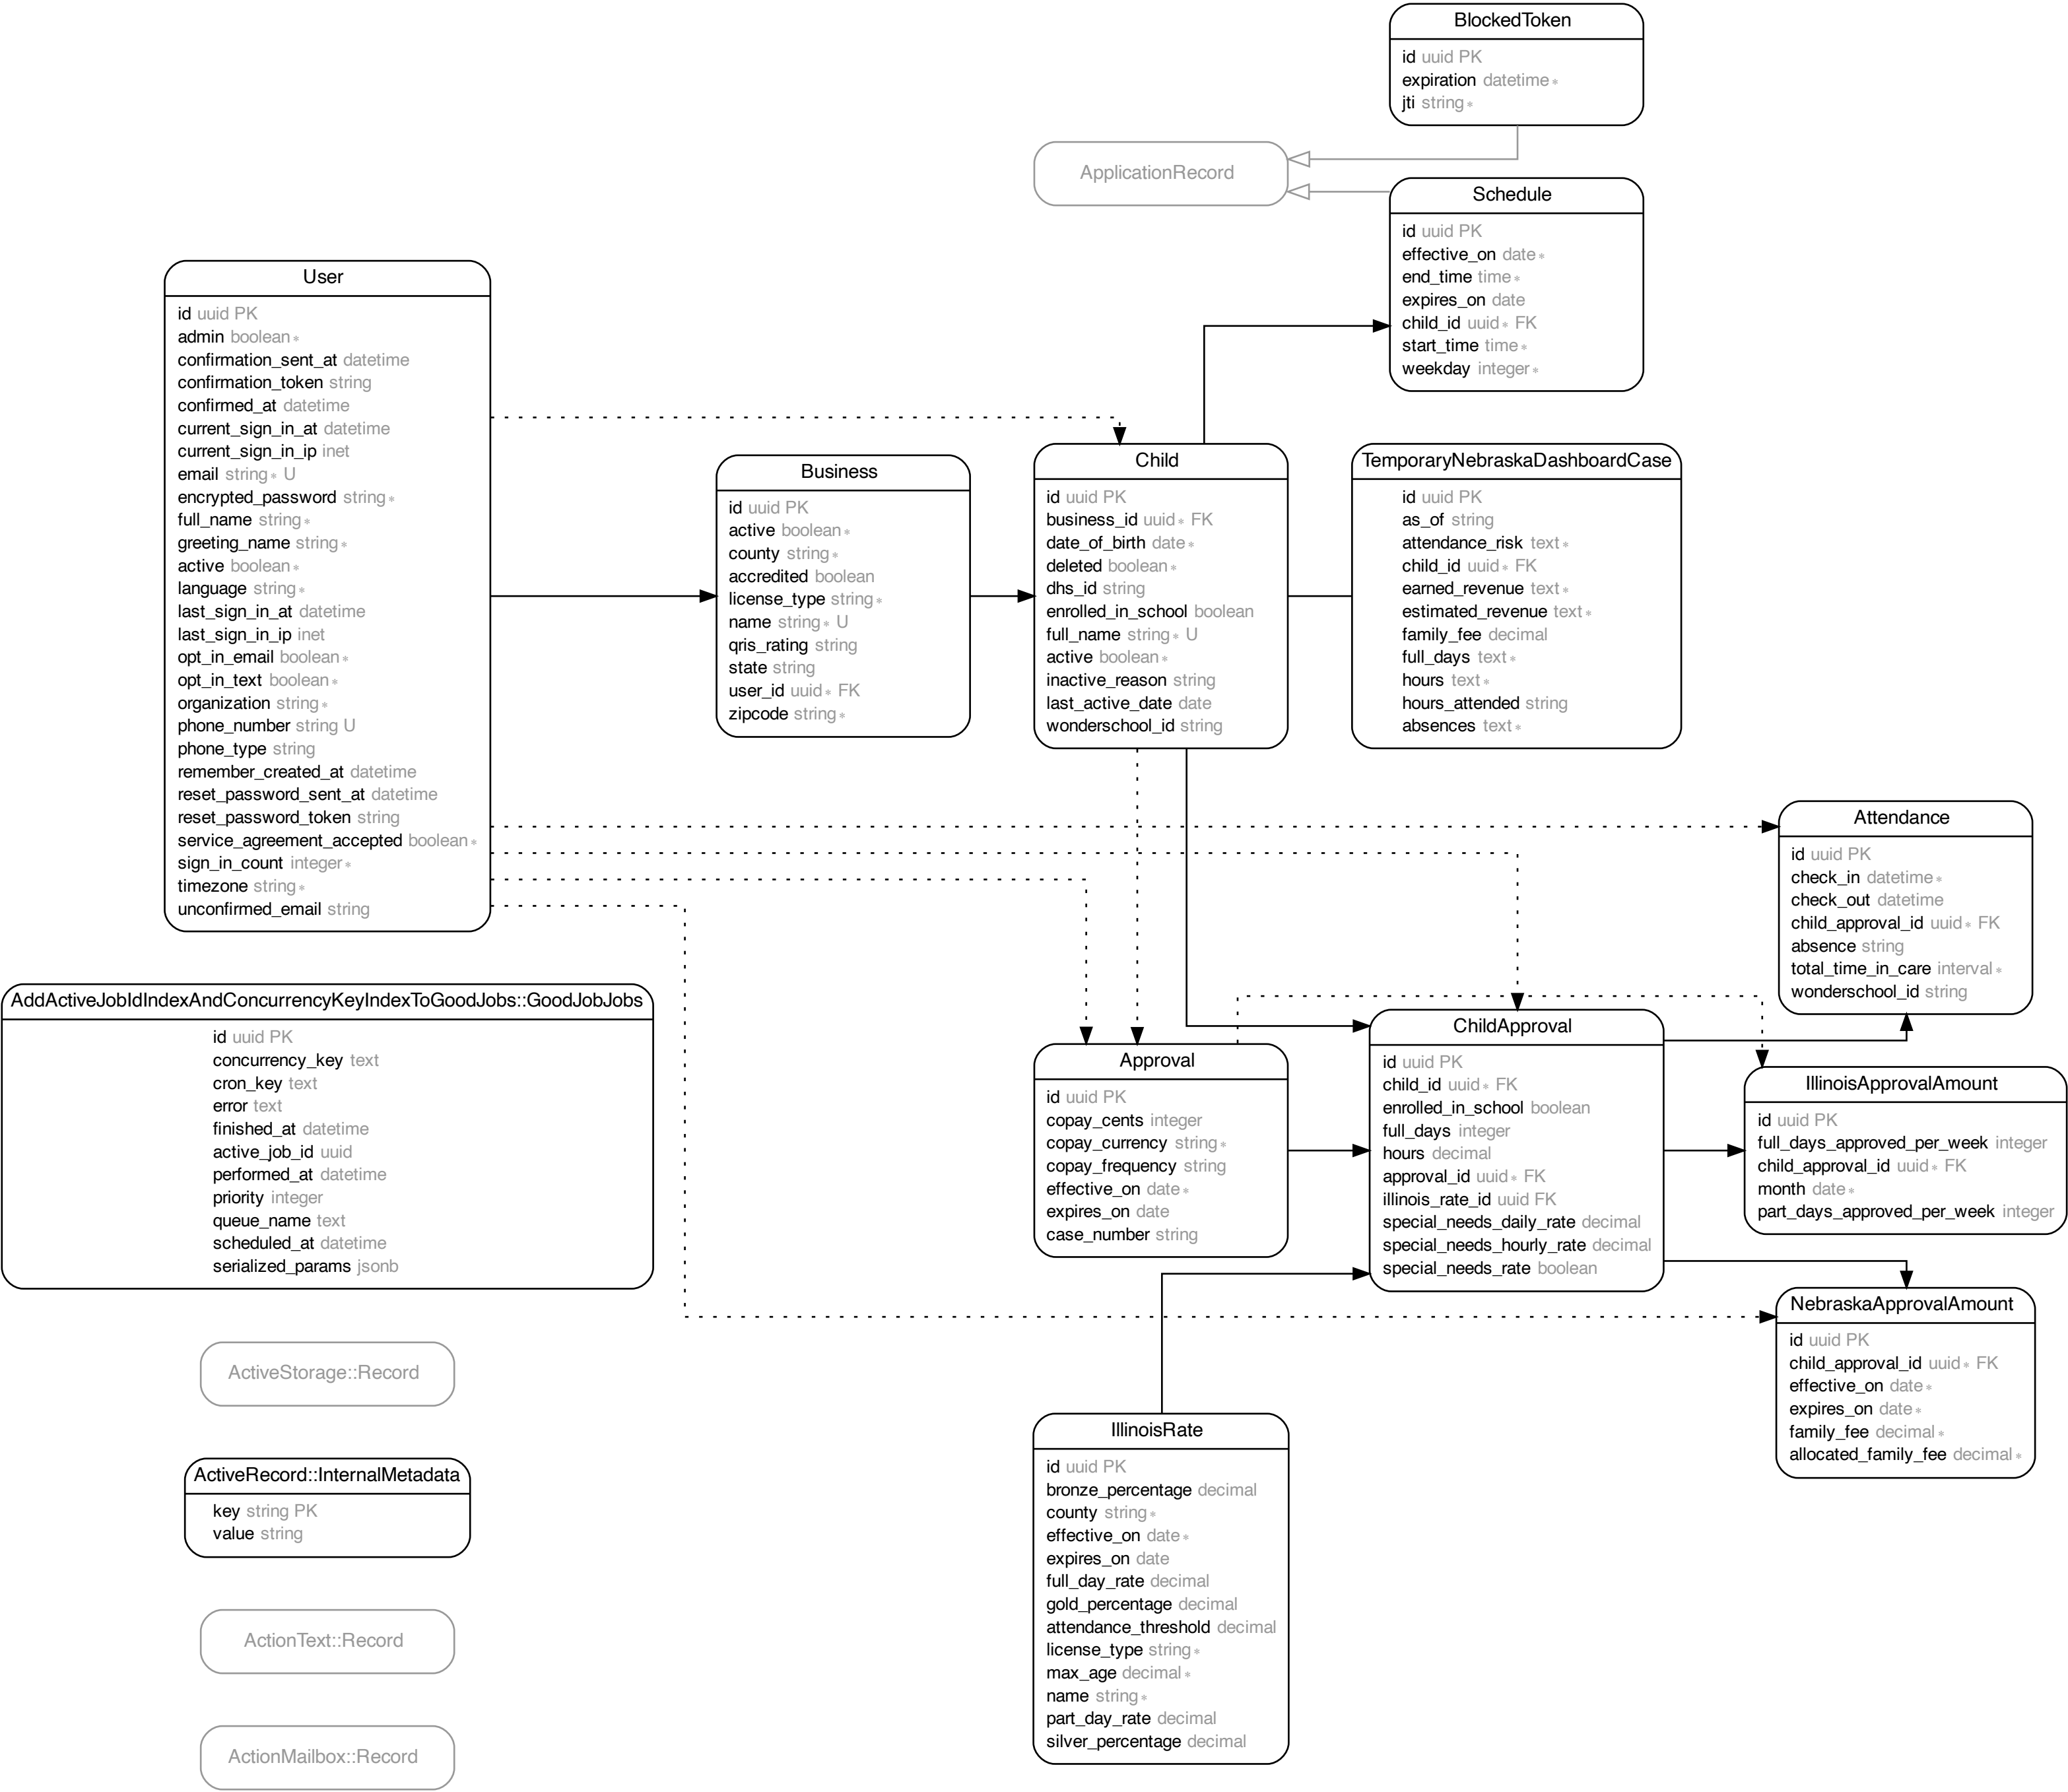 BlockedToken
id uuid PK
expiration datetime *
jti string *
ApplicationRecord
Schedule
id uuid PK
effective_on date *
end_time time *
expires_on date
child_id uuid * FK
start_time time *
weekday integer *
User
id uuid PK
admin boolean *
confirmation_sent_at datetime
confirmation_token string
confirmed_at datetime
current_sign_in_at datetime
current_sign_in_ip inet
email string * U
encrypted_password string *
full_name string *
greeting_name string *
active boolean *
language string *
last_sign_in_at datetime
last_sign_in_ip inet
opt_in_email boolean *
opt_in_text boolean *
organization string *
phone_number string U
phone_type string
remember_created_at datetime
reset_password_sent_at datetime
reset_password_token string
service_agreement_accepted boolean *
sign_in_count integer *
timezone string *
unconfirmed_email string
Business
id uuid PK
active boolean *
county string *
accredited boolean
license_type string *
name string * U
qris_rating string
state string
user_id uuid * FK
zipcode string *
Child
id uuid PK
business_id uuid * FK
date_of_birth date *
deleted boolean *
dhs_id string
enrolled_in_school boolean
full_name string * U
active boolean *
inactive_reason string
last_active_date date
wonderschool_id string
TemporaryNebraskaDashboardCase
id uuid PK
as_of string
attendance_risk text *
child_id uuid * FK
earned_revenue text *
estimated_revenue text *
family_fee decimal
full_days text *
hours text *
hours_attended string
absences text *
Attendance
id uuid PK
check_in datetime *
check_out datetime
child_approval_id uuid * FK
absence string
total_time_in_care interval *
wonderschool_id string
AddActiveJobIdIndexAndConcurrencyKeyIndexToGoodJobs::GoodJobJobs
id uuid PK
concurrency_key text
cron_key text
error text
finished_at datetime
active_job_id uuid
performed_at datetime
priority integer
queue_name text
scheduled_at datetime
serialized_params jsonb
Approval
id uuid PK
copay_cents integer
copay_currency string *
copay_frequency string
effective_on date *
expires_on date
case_number string
ChildApproval
id uuid PK
child_id uuid * FK
enrolled_in_school boolean
full_days integer
hours decimal
approval_id uuid * FK
illinois_rate_id uuid FK
special_needs_daily_rate decimal
special_needs_hourly_rate decimal
special_needs_rate boolean
IllinoisApprovalAmount
id uuid PK
full_days_approved_per_week integer
child_approval_id uuid * FK
month date *
part_days_approved_per_week integer
NebraskaApprovalAmount
id uuid PK
child_approval_id uuid * FK
effective_on date *
expires_on date *
family_fee decimal *
allocated_family_fee decimal *
ActiveStorage::Record
IllinoisRate
id uuid PK
bronze_percentage decimal
county string *
effective_on date *
expires_on date
full_day_rate decimal
gold_percentage decimal
attendance_threshold decimal
license_type string *
max_age decimal *
name string *
part_day_rate decimal
silver_percentage decimal
ActiveRecord::InternalMetadata
key string PK
value string
ActionText::Record
ActionMailbox::Record